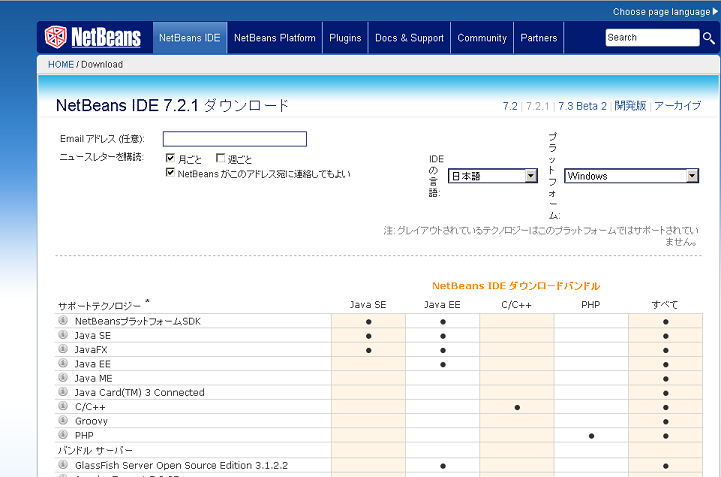 Choose page language
NetBeans
NetBeans IDE
NetBeans Platform
Plugins
Docs & Support
Community
Partners
Search
HOME / Download
NetBeans IDE 7.2.1 ダウンロード
7.2 | 7.2.1 | 7.3 Beta 2 | 開発版 | アーカイブ
Email アドレス (任意):
ニュースレターを購読:
月ごと
週ごと
NetBeans がこのアドレス宛に連絡してもよい
IDE の言語:
日本語
プラットフォーム:
Windows
注: グレイアウトされているテクノロジーはこのプラットフォームではサポートされてい
ません。
NetBeans IDE ダウンロードバンドル
サポートテクノロジー *
Java SE
Java EE
C/C++
PHP
すべて
NetBeansプラットフォームSDK
Java SE
JavaFX
Java EE
Java ME
Java Card(TM) 3 Connected
C/C++
Groovy
PHP
バンドル サーバー
GlassFish Server Open Source Edition 3.1.2.2